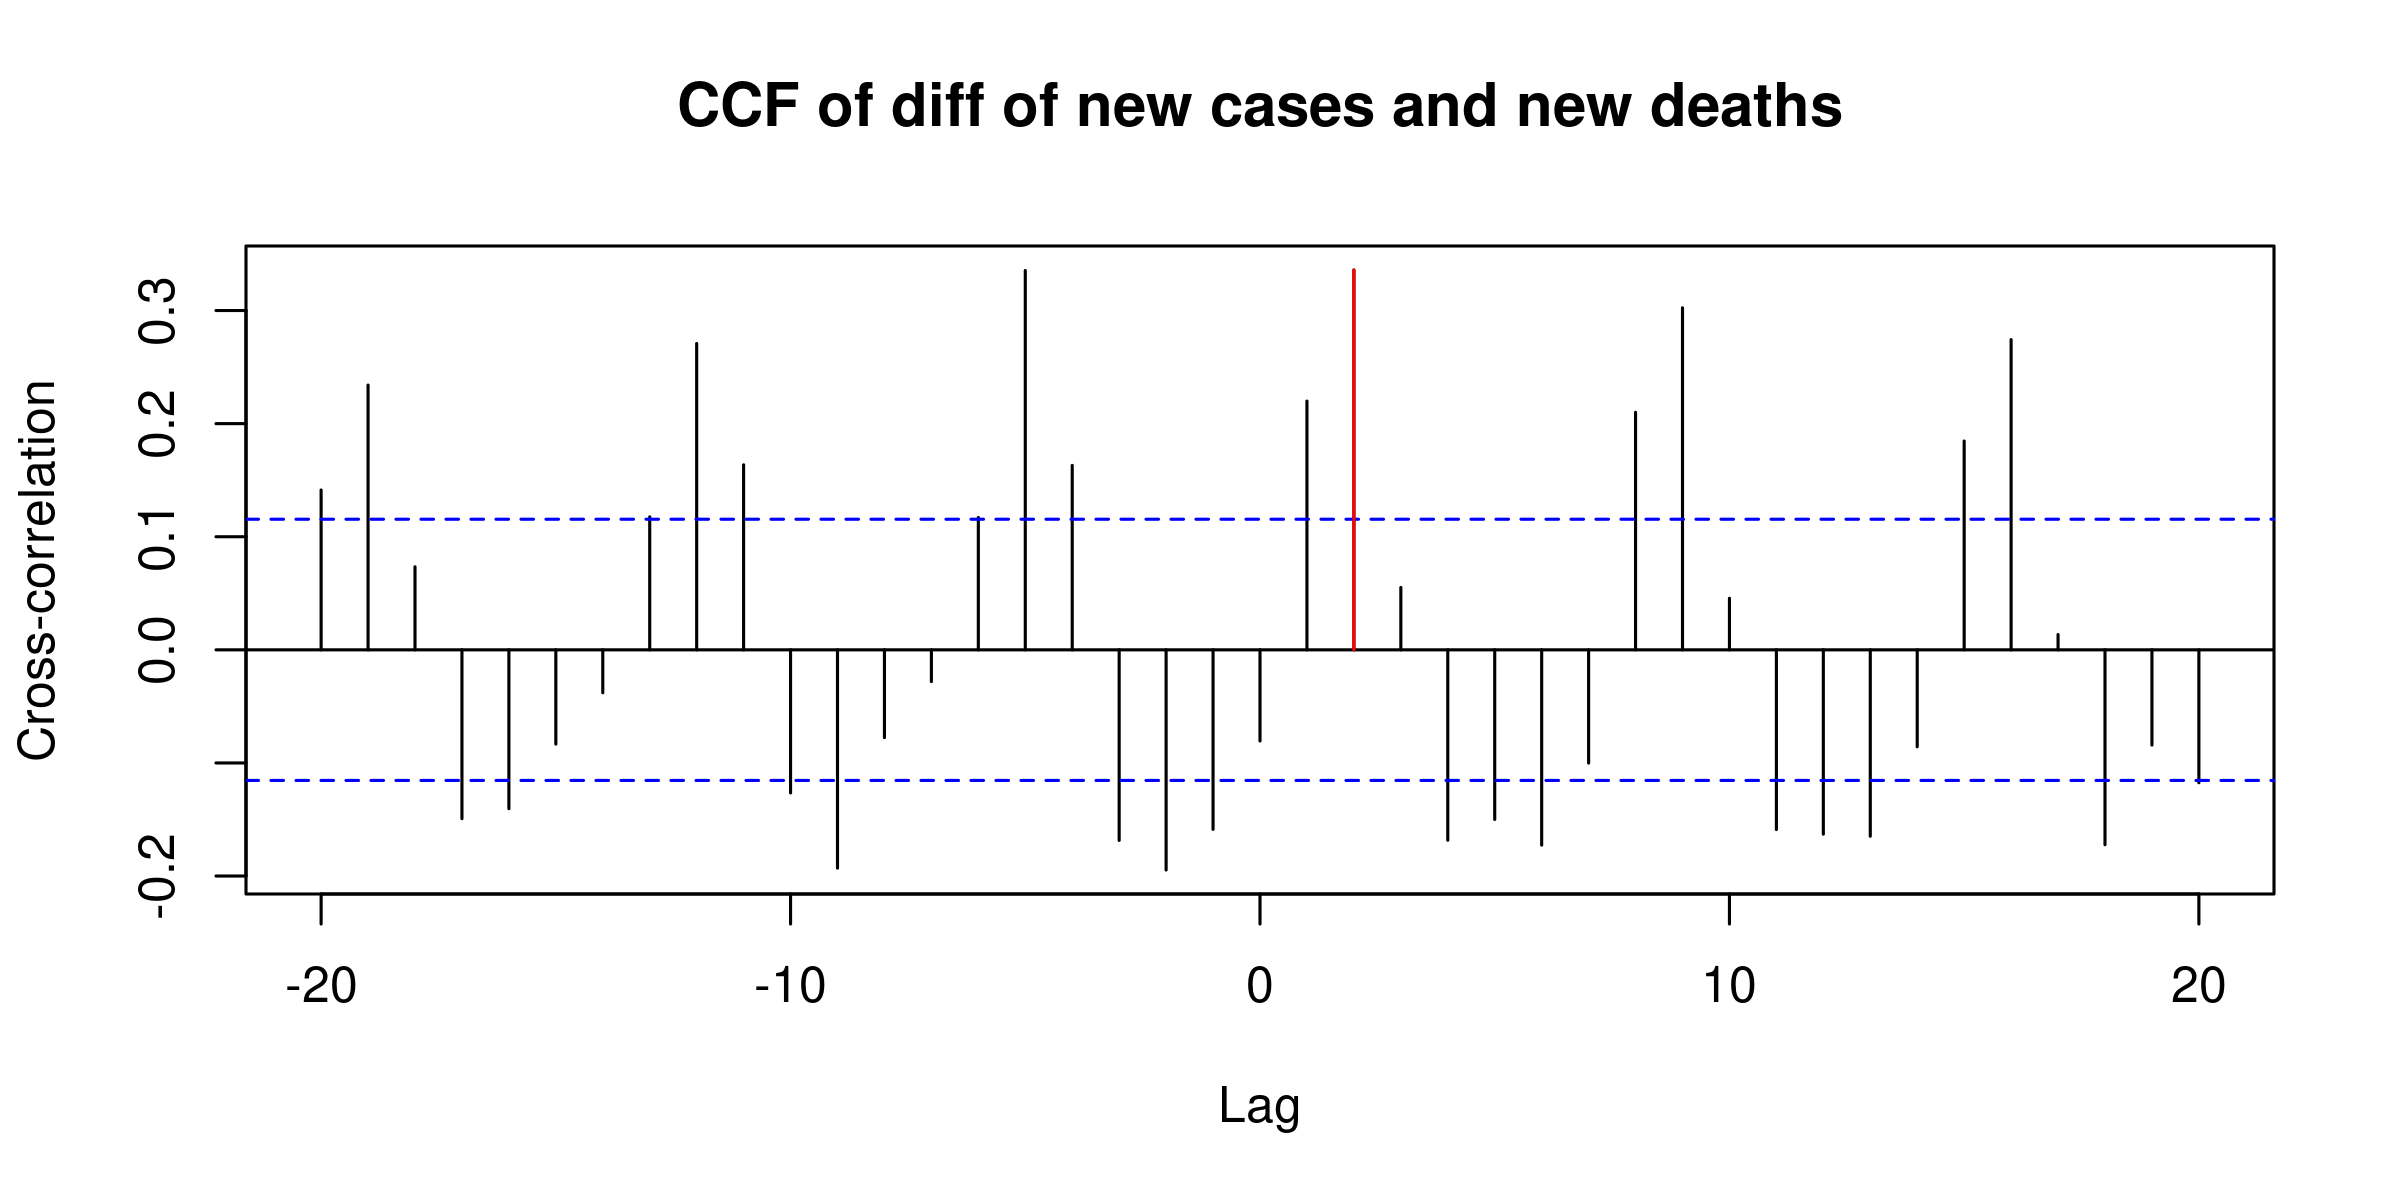 CCF of diff of new cases and new deaths
Cross-correlation
0.3
0.2
0.1
0.0
-0.2
-20 -10 0 10 20
Lag